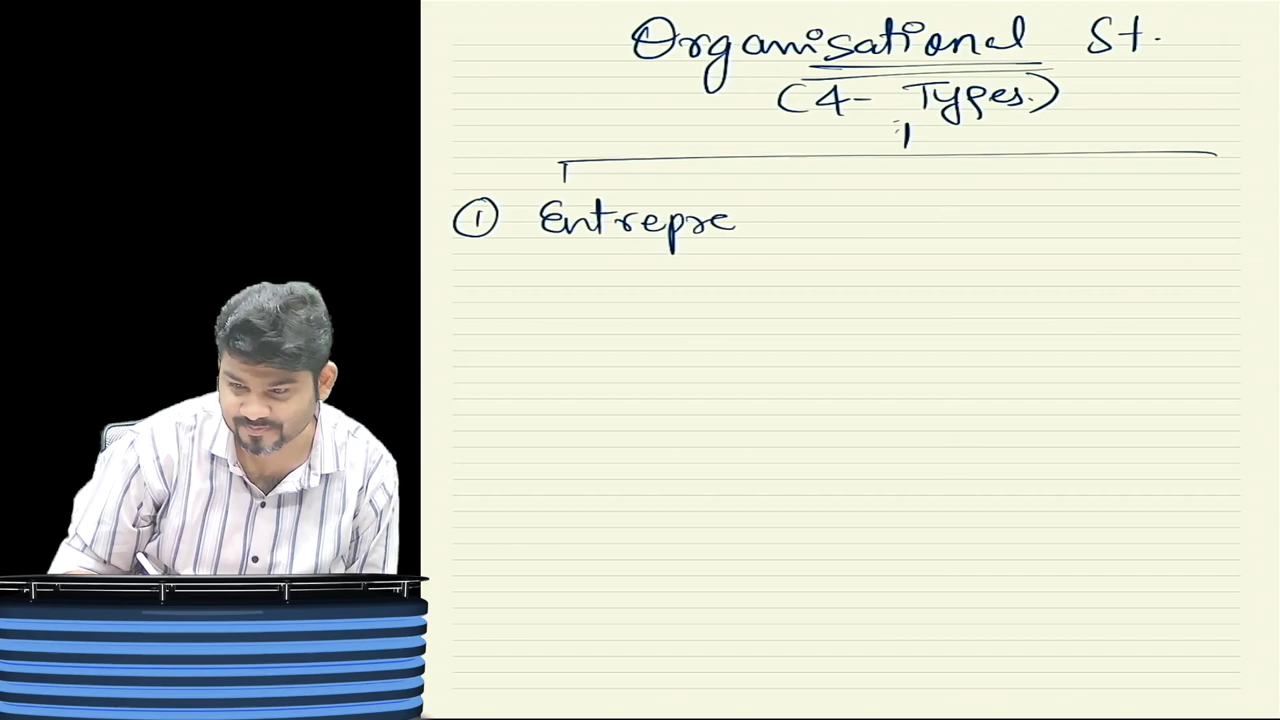 Organisational St.
(4- Types.)
① Entrepre